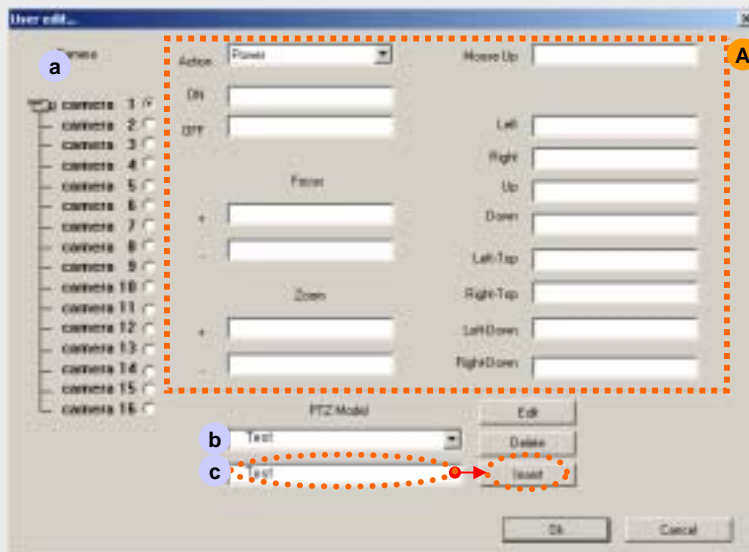 User edit...
a
Camera
A
Action
Power
Mouse Up
ON
OFF
camera 1
camera 2
camera 3
camera 4
camera 5
camera 6
camera 7
camera 8
camera 9
camera 10
camera 11
camera 12
camera 13
camera 14
camera 15
camera 16
Focus
+
-
Zoom
+
-
Left
Right
Up
Down
Left-Top
Right-Top
Left-Down
Right-Down
PTZ Model
Edit
b
Test
Delete
c
Test
Insert
Ok
Cancel